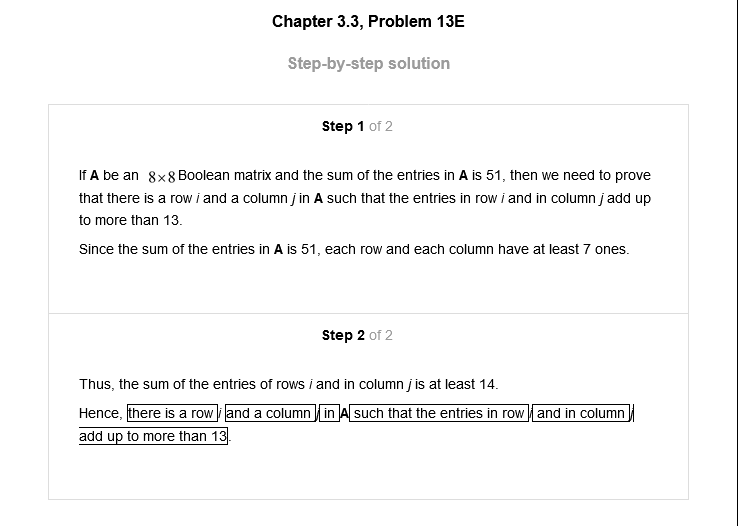 Chapter 3.3, Problem 13E
Step-by-step solution
Step 1 of 2
If A be an 8×8 Boolean matrix and the sum of the entries in A is 51, then we need to prove
that there is a row i and a column j in A such that the entries in row i and in column j add up
to more than 13.
Since the sum of the entries in A is 51, each row and each column have at least 7 ones.
Step 2 of 2
Thus, the sum of the entries of rows i and in column j is at least 14.
Hence, there is a row i and a column j in A such that the entries in row i and in column j
add up to more than 13.